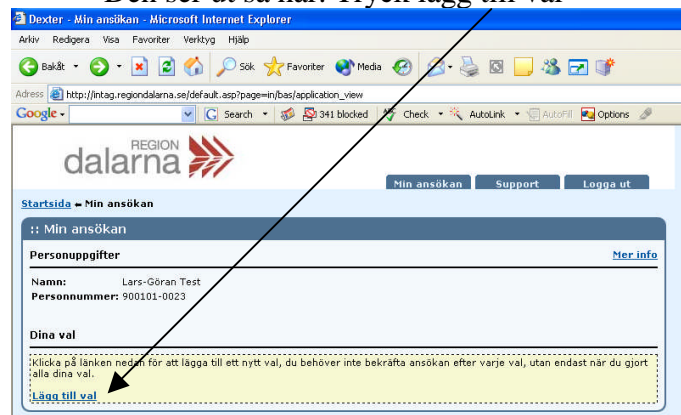 Den ser ut så här. Tryck lägg till val
Dexter - Min ansökan - Microsoft Internet Explorer
Arkiv Redigera Visa Favoriter Verktyg Hjälp
Bakåt Sök Favoriter Media
Adress http://intag.regiondalarna.se/default.asp?page=in/bas/application_view
Google Search 341 blocked Check AutoLink AutoFill Options
REGION
dalarna
Min ansökan Support Logga ut
Startsida Min ansökan
:: Min ansökan
Personuppgifter Mer info
Namn: Lars-Göran Test
Personnummer: 900101-0023
Dina val
Klicka på länken nedan för att lägga till ett nytt val, du behöver inte bekräfta ansökan efter varje val, utan endast när du gjort
alla dina val.
Lägg till val